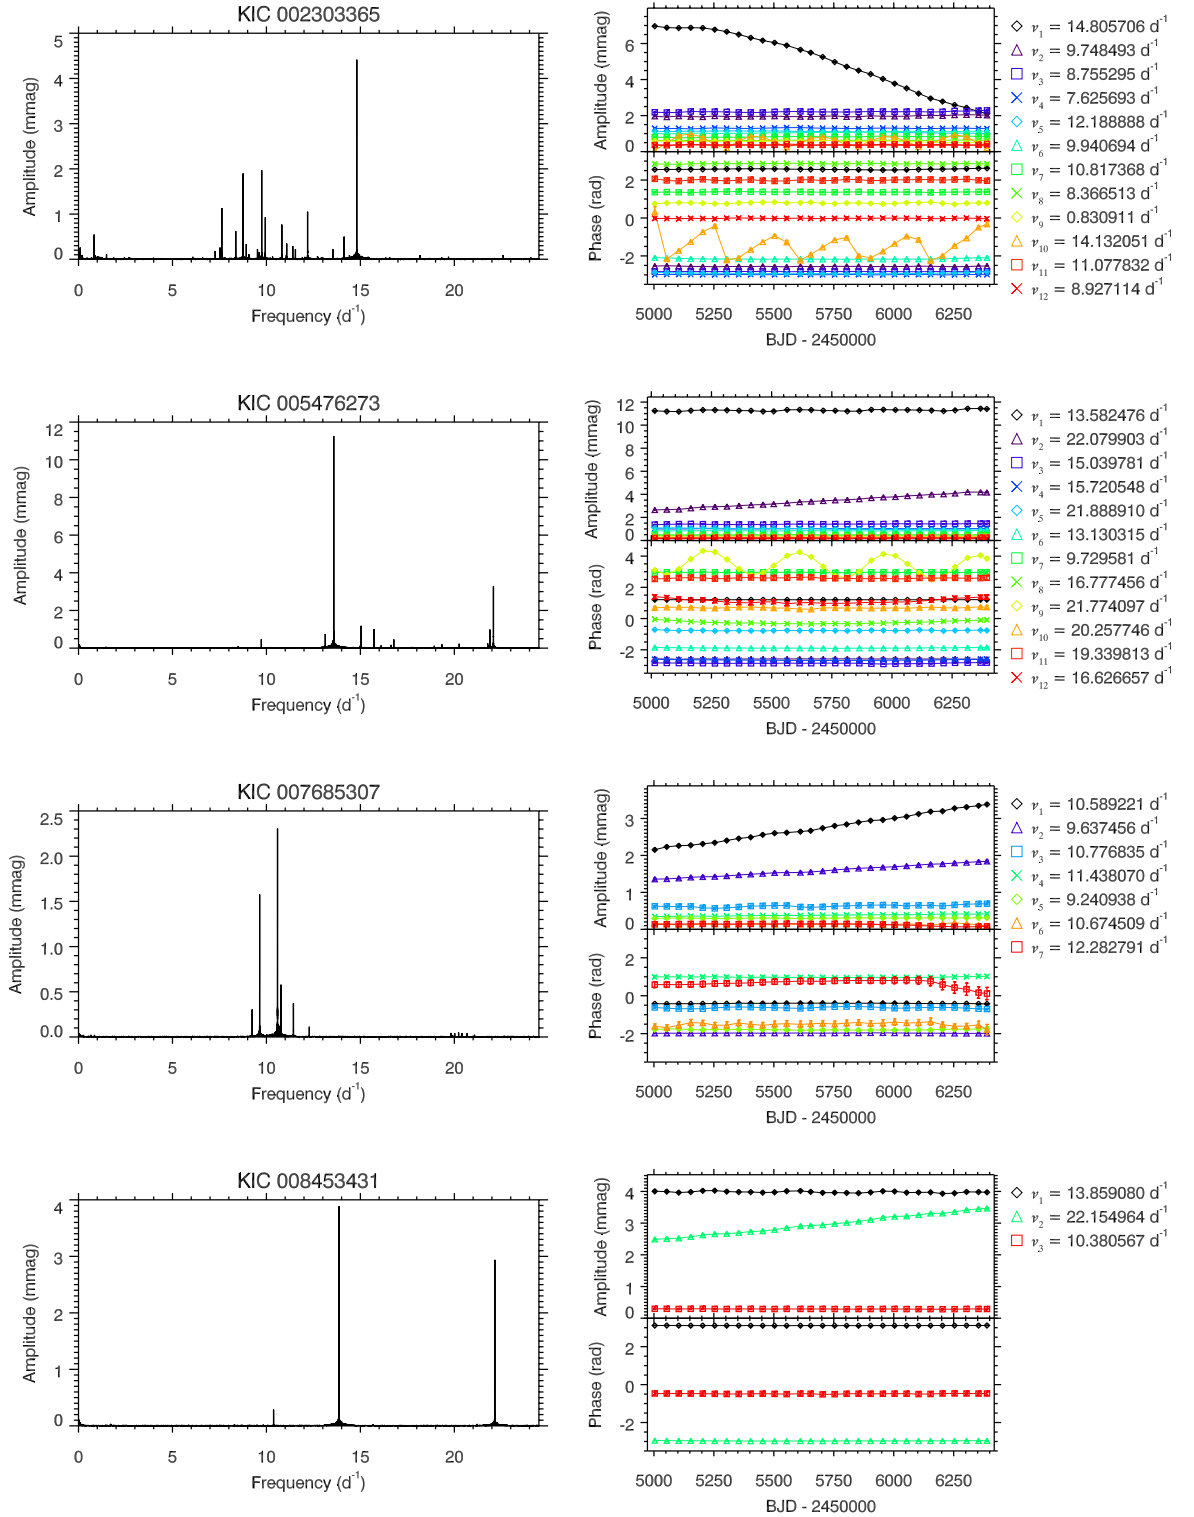 KIC 002303365
Amplitude (mmag)
5
4
3
2
1
0
0 5 10 15 20
Frequency (d⁻¹)
Amplitude (mmag)
6
4
2
0
Phase (rad)
2
0
-2
5000 5250 5500 5750 6000 6250
BJD - 2450000
ν₁ = 14.805706 d⁻¹
ν₂ = 9.748493 d⁻¹
ν₃ = 8.755295 d⁻¹
ν₄ = 7.625693 d⁻¹
ν₅ = 12.188888 d⁻¹
ν₆ = 9.940694 d⁻¹
ν₇ = 10.817368 d⁻¹
ν₈ = 8.366513 d⁻¹
ν₉ = 0.830911 d⁻¹
ν₁₀ = 14.132051 d⁻¹
ν₁₁ = 11.077832 d⁻¹
ν₁₂ = 8.927114 d⁻¹
KIC 005476273
Amplitude (mmag)
12
10
8
6
4
2
0
0 5 10 15 20
Frequency (d⁻¹)
Amplitude (mmag)
12
10
8
6
4
2
0
Phase (rad)
4
2
0
-2
5000 5250 5500 5750 6000 6250
BJD - 2450000
ν₁ = 13.582476 d⁻¹
ν₂ = 22.079903 d⁻¹
ν₃ = 15.039781 d⁻¹
ν₄ = 15.720548 d⁻¹
ν₅ = 21.888910 d⁻¹
ν₆ = 13.130315 d⁻¹
ν₇ = 9.729581 d⁻¹
ν₈ = 16.777456 d⁻¹
ν₉ = 21.774097 d⁻¹
ν₁₀ = 20.257746 d⁻¹
ν₁₁ = 19.339813 d⁻¹
ν₁₂ = 16.626657 d⁻¹
KIC 007685307
Amplitude (mmag)
2.5
2.0
1.5
1.0
0.5
0.0
0 5 10 15 20
Frequency (d⁻¹)
Amplitude (mmag)
3
2
1
0
Phase (rad)
2
0
-2
5000 5250 5500 5750 6000 6250
BJD - 2450000
ν₁ = 10.589221 d⁻¹
ν₂ = 9.637456 d⁻¹
ν₃ = 10.776835 d⁻¹
ν₄ = 11.438070 d⁻¹
ν₅ = 9.240938 d⁻¹
ν₆ = 10.674509 d⁻¹
ν₇ = 12.282791 d⁻¹
KIC 008453431
Amplitude (mmag)
4
3
2
1
0
0 5 10 15 20
Frequency (d⁻¹)
Amplitude (mmag)
4
3
2
1
0
Phase (rad)
2
0
-2
5000 5250 5500 5750 6000 6250
BJD - 2450000
ν₁ = 13.859080 d⁻¹
ν₂ = 22.154964 d⁻¹
ν₃ = 10.380567 d⁻¹